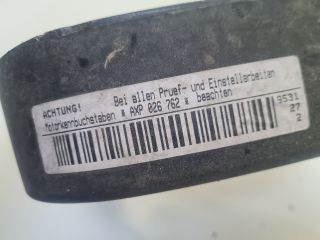 ACHTUNG! Bei allen Pruef- und Einstellarbeiten
Motorkennbuchstaben * AXP 026 762 * beachten
9531
27
2